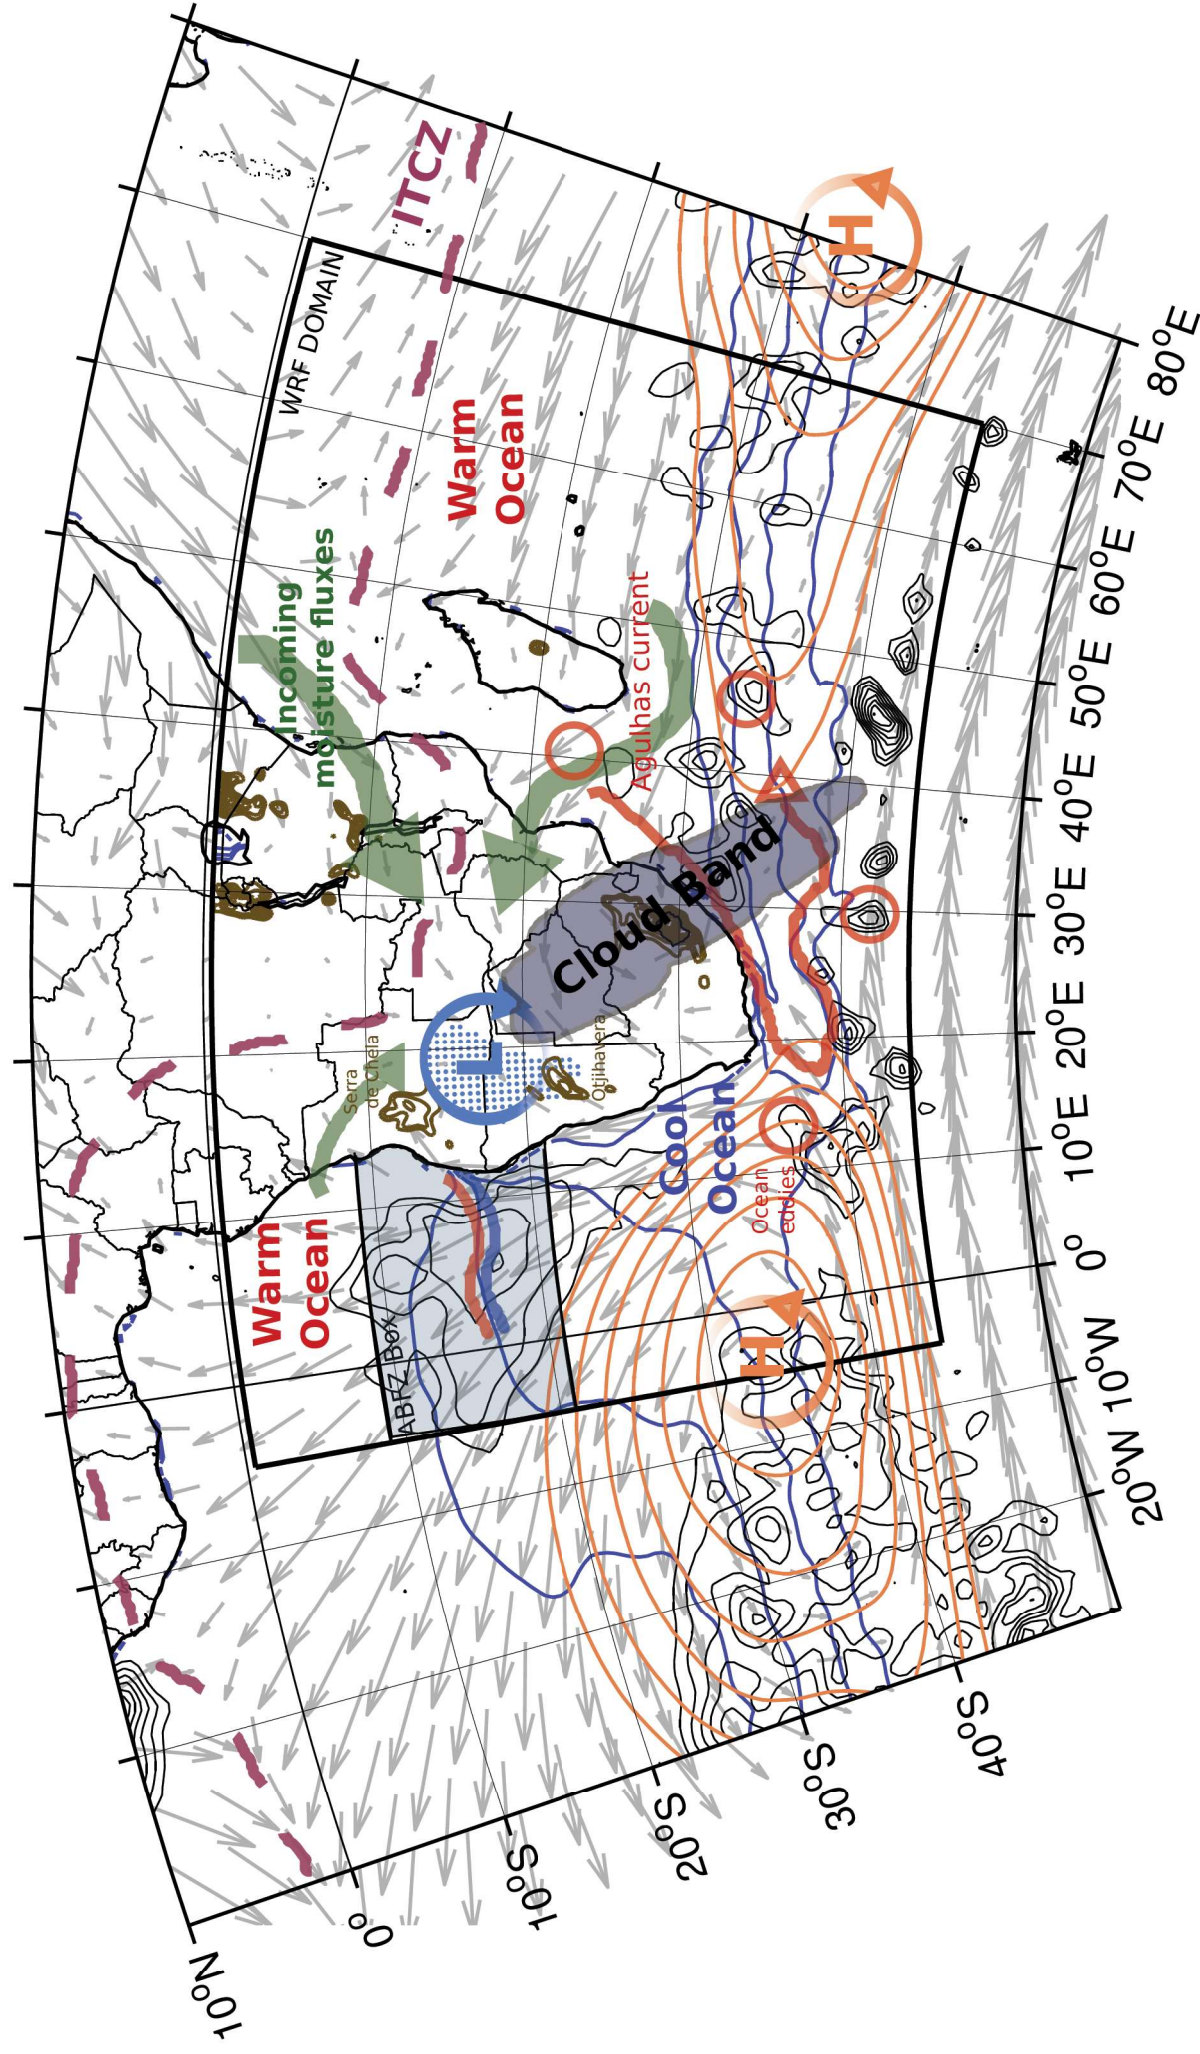 ITCZ
WRF DOMAIN
Incoming
moisture fluxes
Warm
Ocean
Agulhas current
Cloud Band
Serra
de Chela
L
Otjihavera
Warm
Ocean
ABFZ Box
Cool
Ocean
Ocean
eddies
H
H
10°N
0°
10°S
20°S
30°S
40°S
20°W
10°W
0°
10°E
20°E
30°E
40°E
50°E
60°E
70°E
80°E